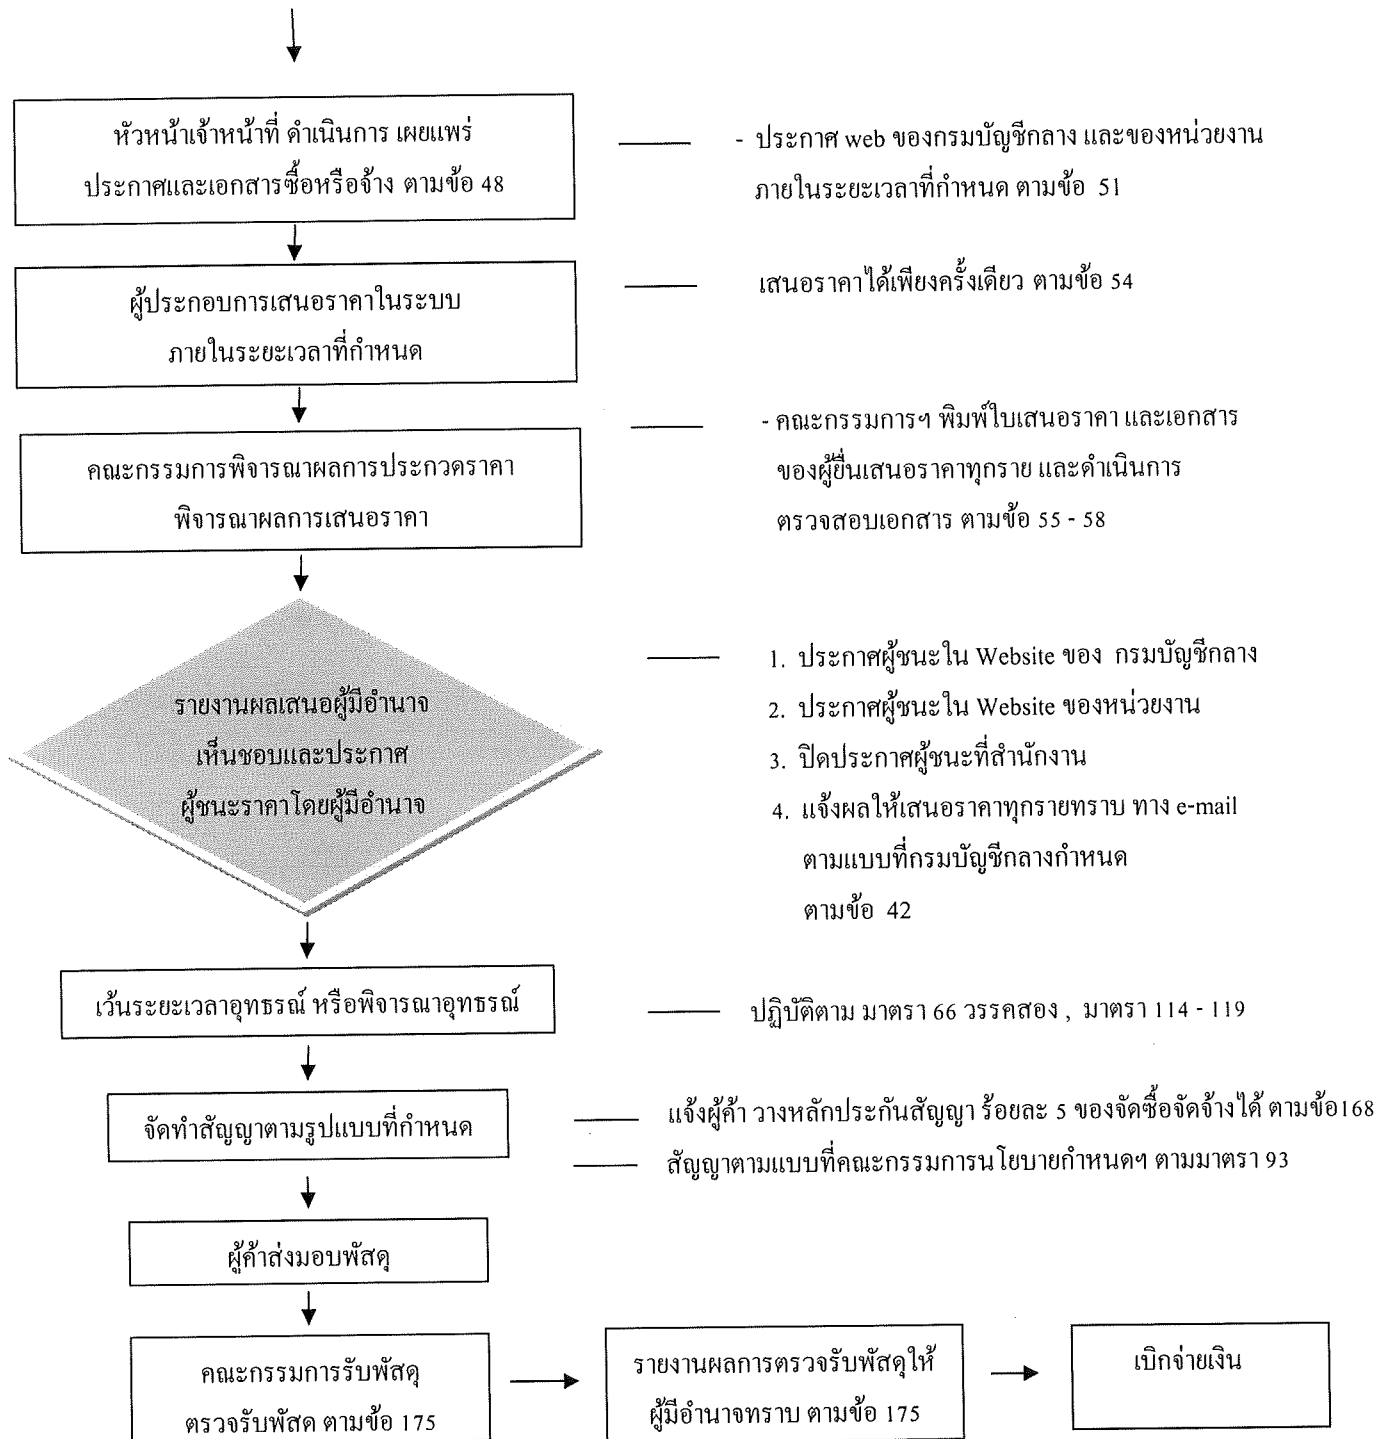 หัวหน้าเจ้าหน้าที่ ดำเนินการ เผยแพร่
ประกาศและเอกสารซื้อหรือจ้าง ตามข้อ 48
- ประกาศ web ของกรมบัญชีกลาง และของหน่วยงาน
ภายในระยะเวลาที่กำหนด ตามข้อ 51
ผู้ประกอบการเสนอราคาในระบบ
ภายในระยะเวลาที่กำหนด
เสนอราคาได้เพียงครั้งเดียว ตามข้อ 54
คณะกรรมการพิจารณาผลการประกวดราคา
พิจารณาผลการเสนอราคา
- คณะกรรมการฯ พิมพ์ใบเสนอราคา และเอกสาร
ของผู้ยื่นเสนอราคาทุกราย และดำเนินการ
ตรวจสอบเอกสาร ตามข้อ 55 - 58
รายงานผลเสนอผู้มีอำนาจ
เห็นชอบและประกาศ
ผู้ชนะราคาโดยผู้มีอำนาจ
1. ประกาศผู้ชนะใน Website ของ กรมบัญชีกลาง
2. ประกาศผู้ชนะใน Website ของหน่วยงาน
3. ปิดประกาศผู้ชนะที่สำนักงาน
4. แจ้งผลให้เสนอราคาทุกรายทราบ ทาง e-mail
ตามแบบที่กรมบัญชีกลางกำหนด
ตามข้อ 42
เว้นระยะเวลาอุทธรณ์ หรือพิจารณาอุทธรณ์
ปฏิบัติตาม มาตรา 66 วรรคสอง , มาตรา 114 - 119
จัดทำสัญญาตามรูปแบบที่กำหนด
แจ้งผู้ค้า วางหลักประกันสัญญา ร้อยละ 5 ของจัดซื้อจัดจ้างได้ ตามข้อ168
สัญญาตามแบบที่คณะกรรมการนโยบายกำหนดฯ ตามมาตรา 93
ผู้ค้าส่งมอบพัสดุ
คณะกรรมการรับพัสดุ
ตรวจรับพัสด ตามข้อ 175
รายงานผลการตรวจรับพัสดุให้
ผู้มีอำนาจทราบ ตามข้อ 175
เบิกจ่ายเงิน